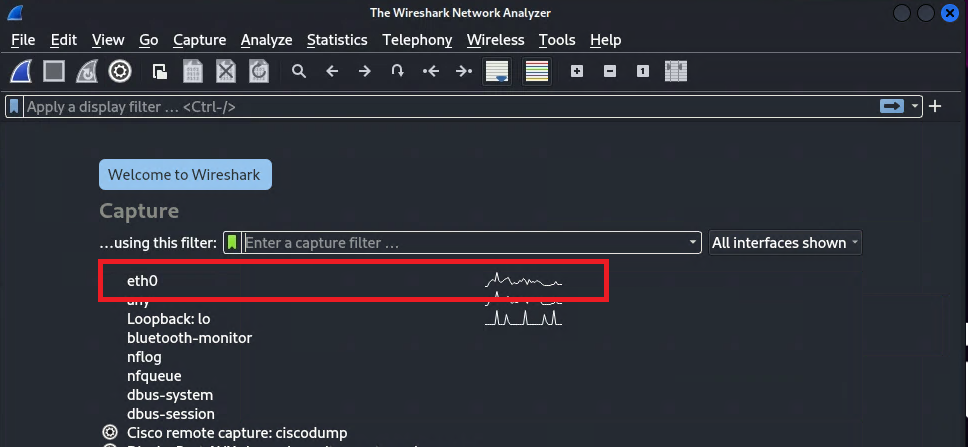 The Wireshark Network Analyzer
File Edit View Go Capture Analyze Statistics Telephony Wireless Tools Help
1
Apply a display filter … <Ctrl-/>
Welcome to Wireshark
Capture
…using this filter: Enter a capture filter … All interfaces shown
eth0
any
Loopback: lo
bluetooth-monitor
nflog
nfqueue
dbus-system
dbus-session
Cisco remote capture: ciscodump